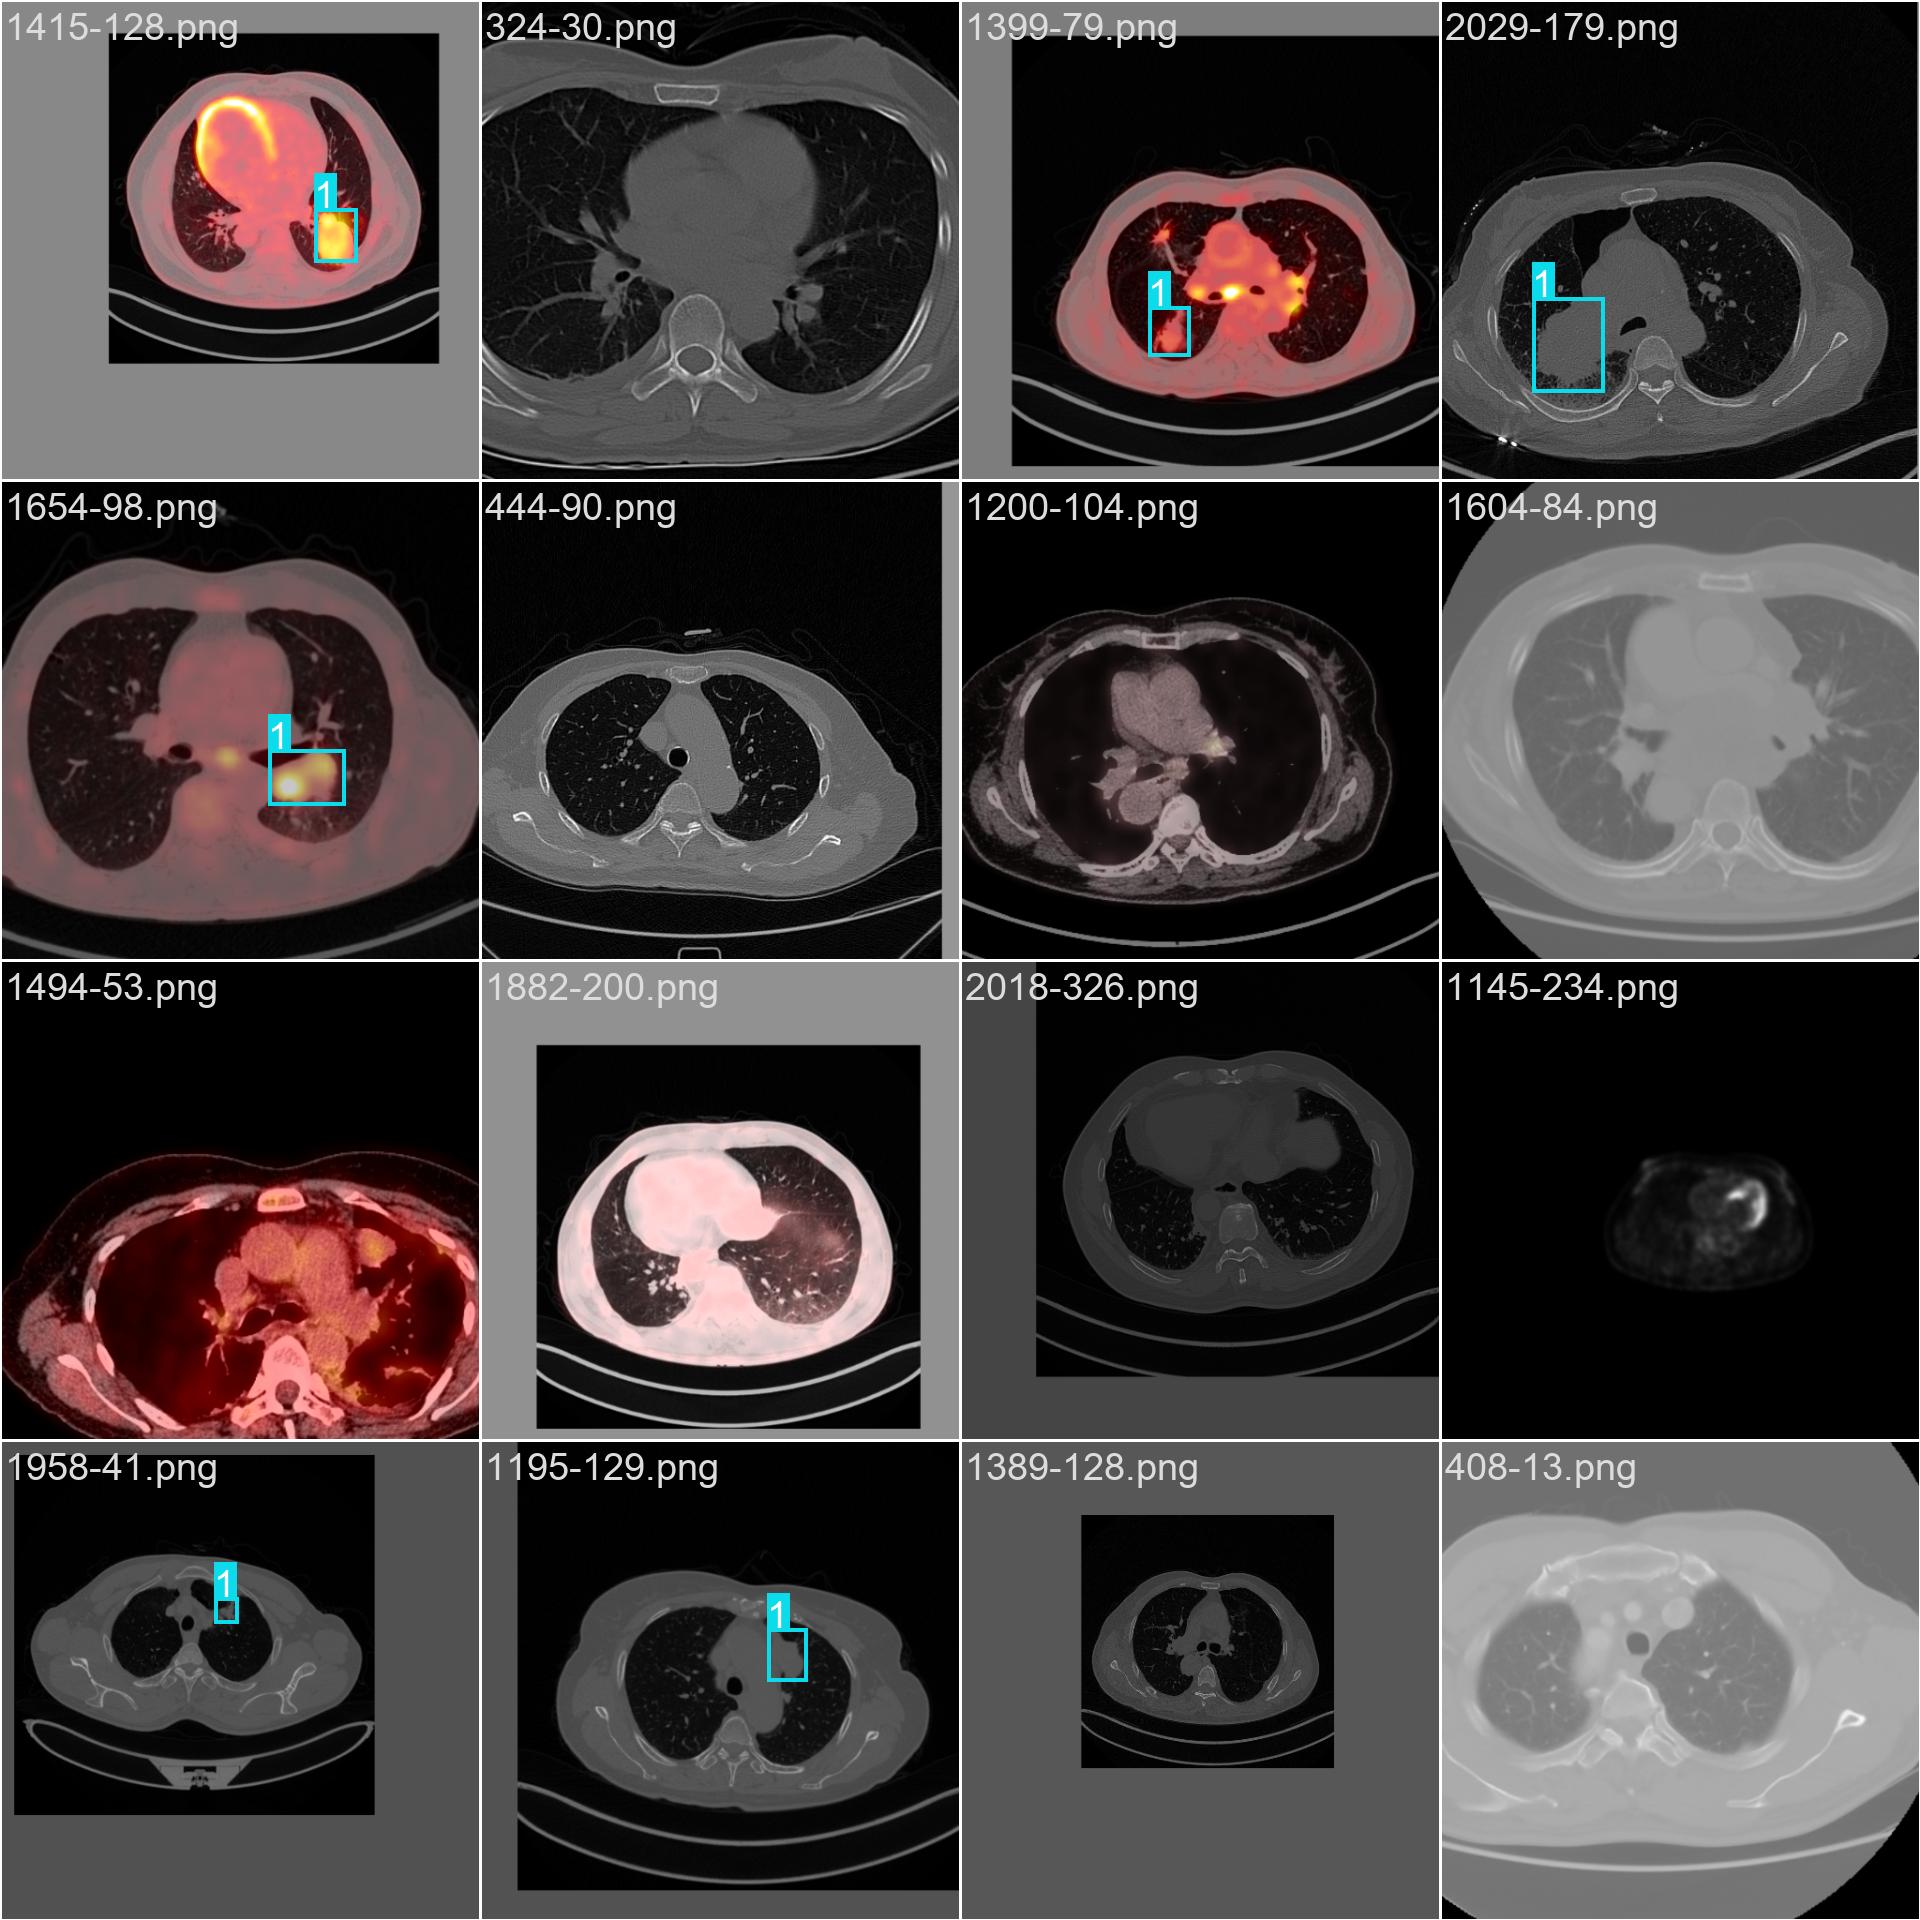 1415-128.png
324-30.png
1399-79.png
2029-179.png
1
1
1
1654-98.png
444-90.png
1200-104.png
1604-84.png
1
1494-53.png
1882-200.png
2018-326.png
1145-234.png
1958-41.png
1195-129.png
1389-128.png
408-13.png
1
1